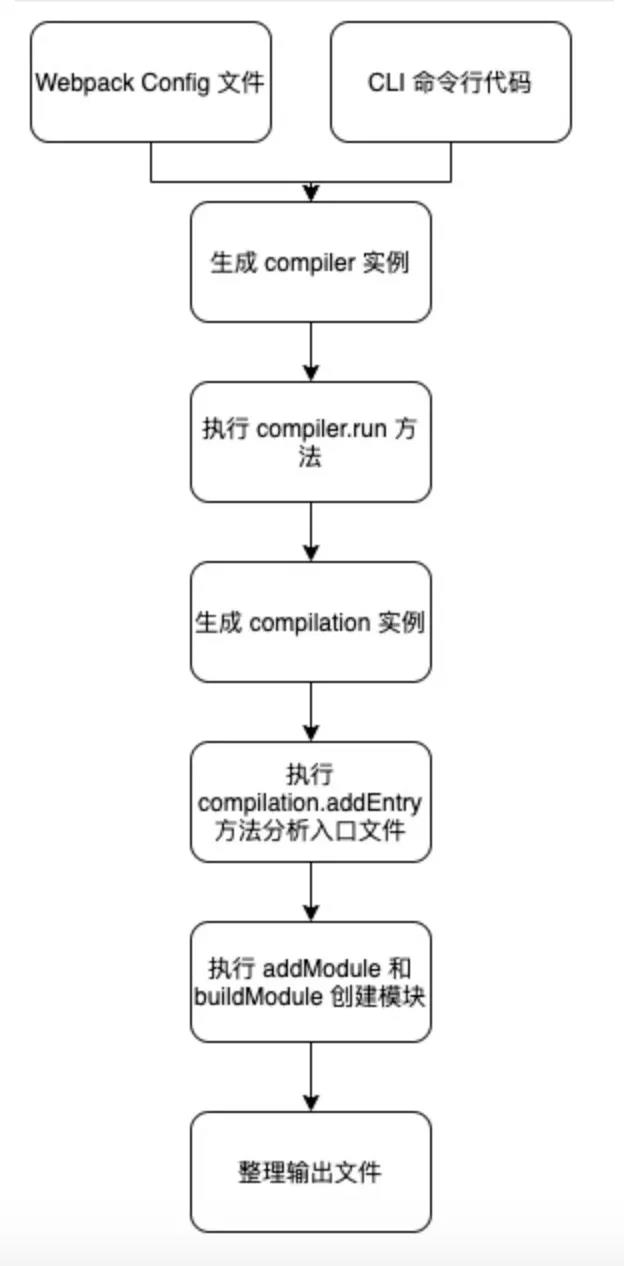 Webpack Config 文件
CLI 命令行代码
生成 compiler 实例
执行 compiler.run 方
法
生成 compilation 实例
执行
compilation.addEntry
方法分析入口文件
执行 addModule 和
buildModule 创建模块
整理输出文件